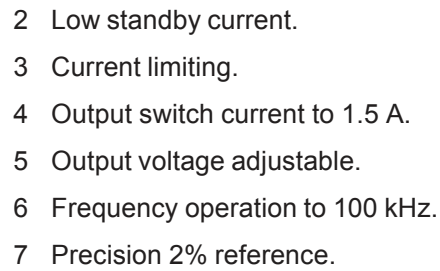 2 Low standby current.
3 Current limiting.
4 Output switch current to 1.5 A.
5 Output voltage adjustable.
6 Frequency operation to 100 kHz.
7 Precision 2% reference.